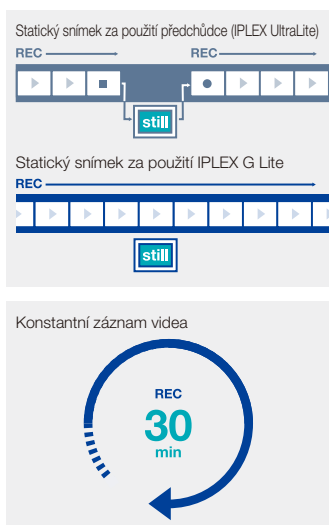 Statický snímek za použití předchůdce (IPLEX UltraLite)
REC REC
still
Statický snímek za použití IPLEX G Lite
REC
still
Konstantní záznam videa
REC
30
min